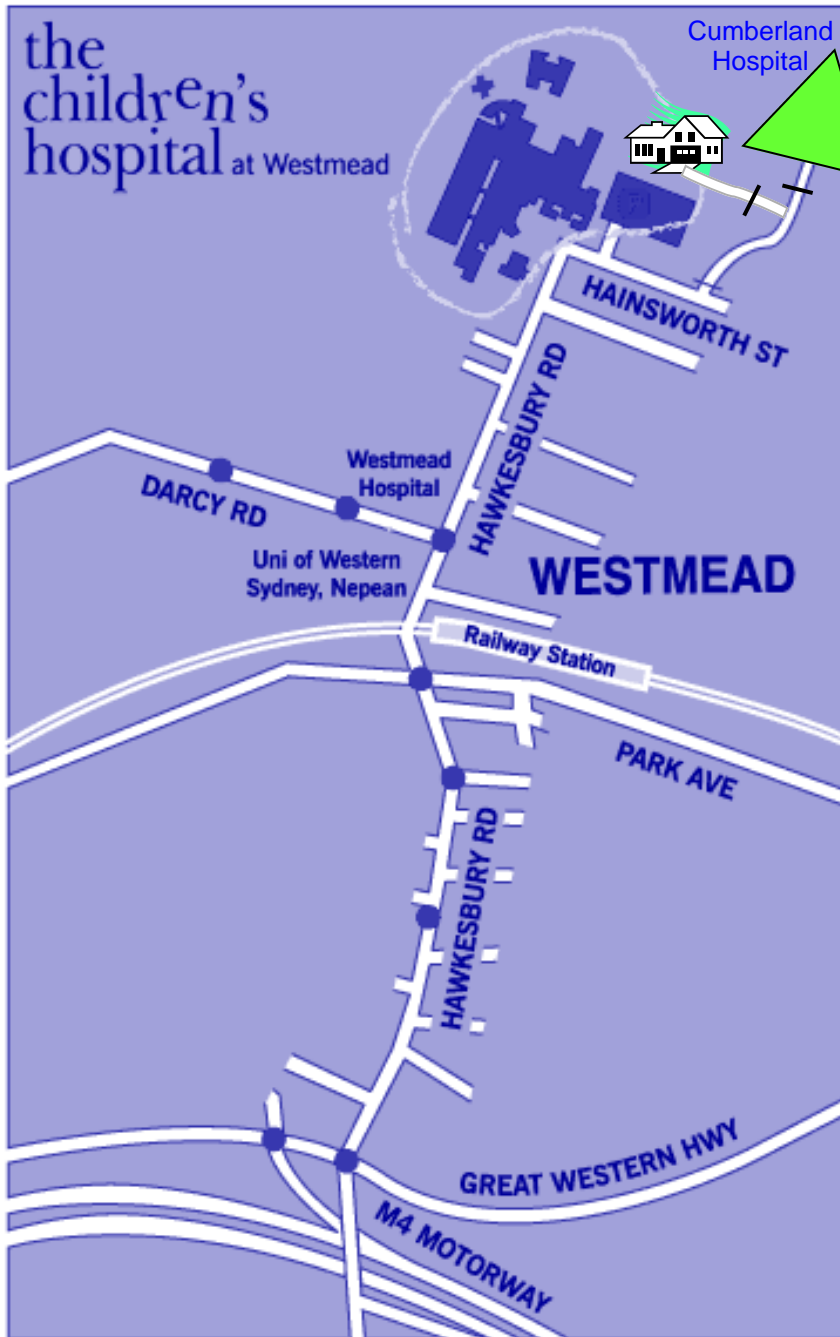 the
children's
hospital at Westmead
Cumberland
Hospital
HAINSWORTH ST
HAWKESBURY RD
Westmead
Hospital
DARCY RD
Uni of Western
Sydney, Nepean
WESTMEAD
Railway Station
PARK AVE
HAWKESBURY RD
GREAT WESTERN HWY
M4 MOTORWAY